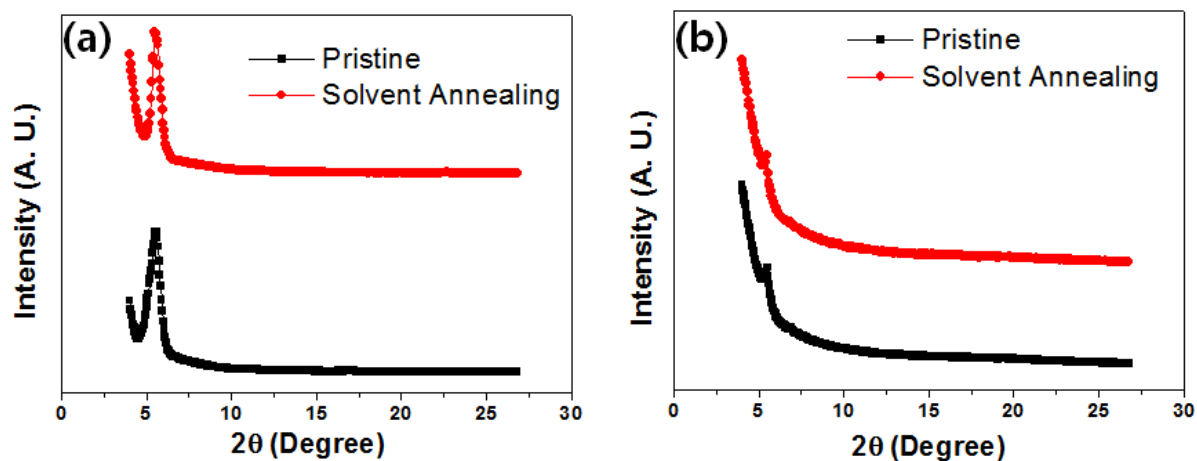 (a)
Pristine
Solvent Annealing
Intensity (A. U.)
0 5 10 15 20 25 30
2θ (Degree)
(b)
Pristine
Solvent Annealing
Intensity (A. U.)
0 5 10 15 20 25 30
2θ (Degree)